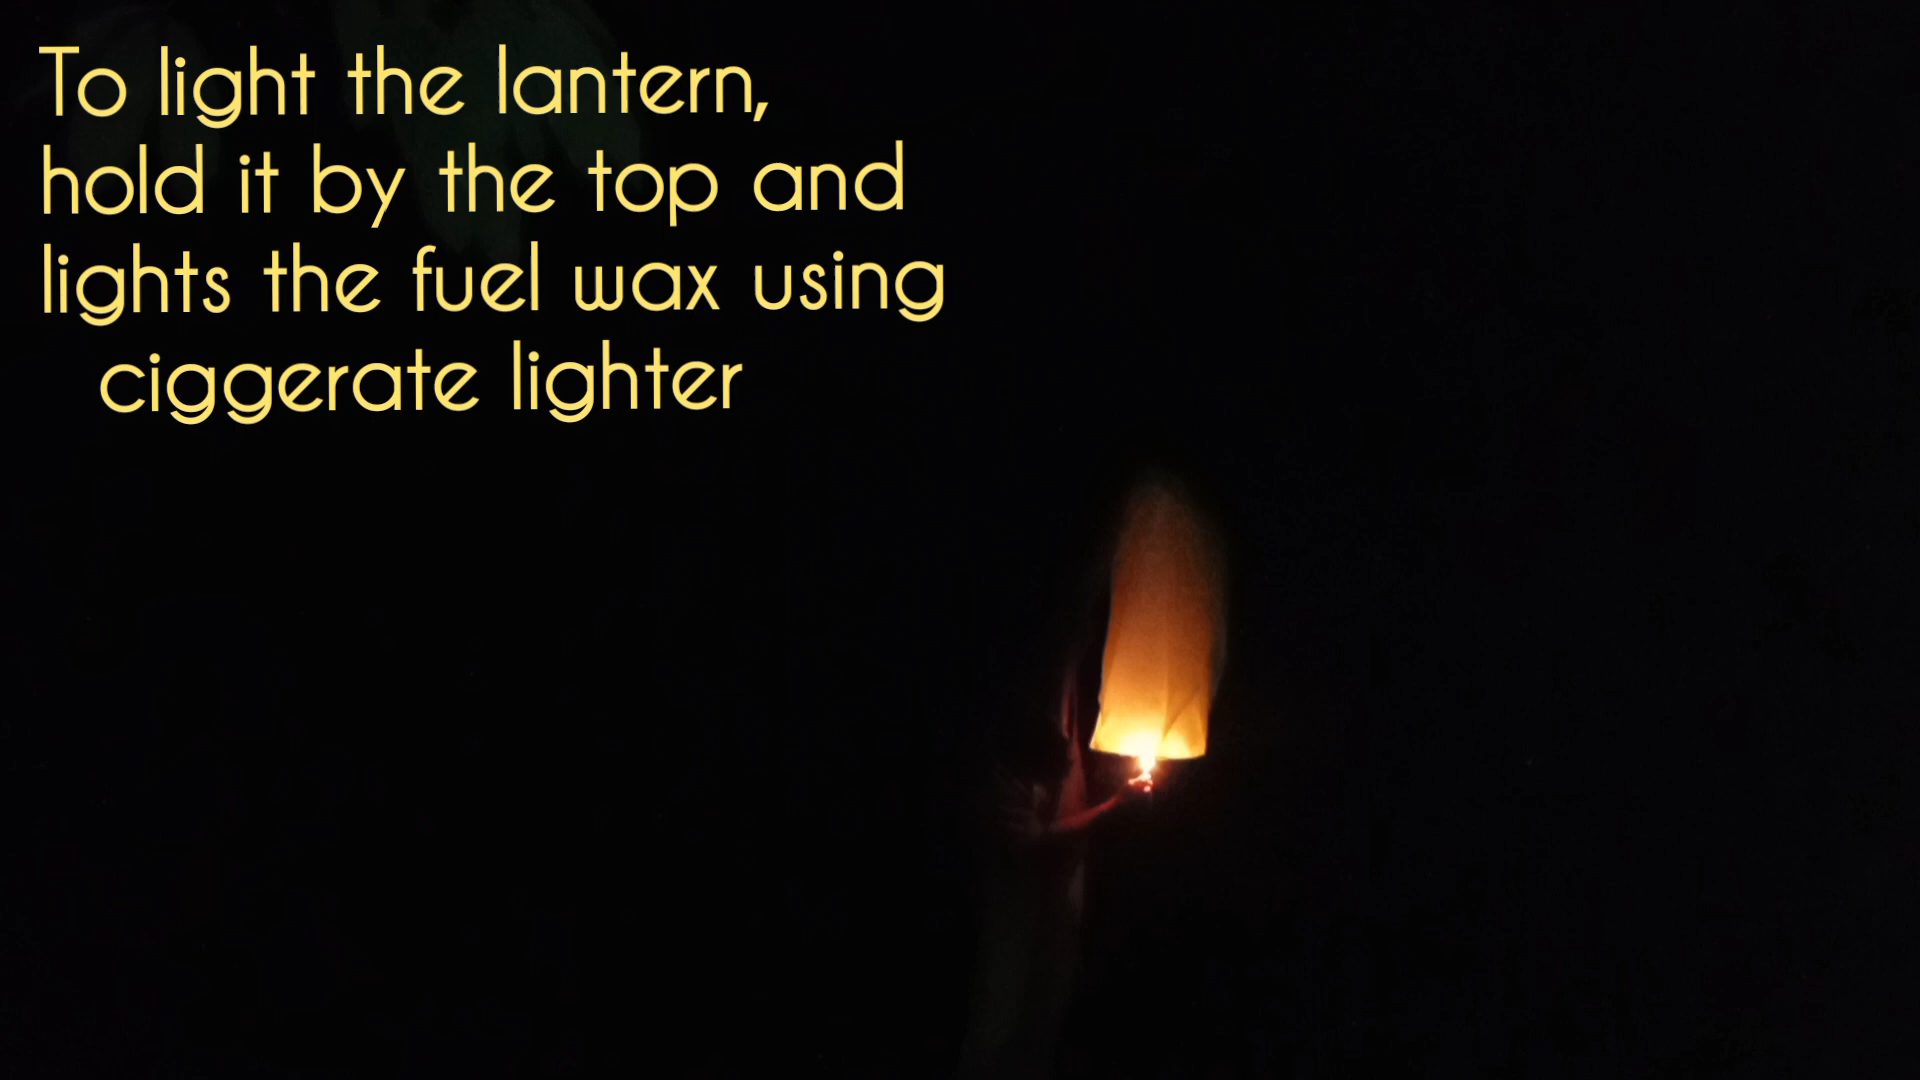 To light the lantern,
hold it by the top and
lights the fuel wax using
ciggerate lighter